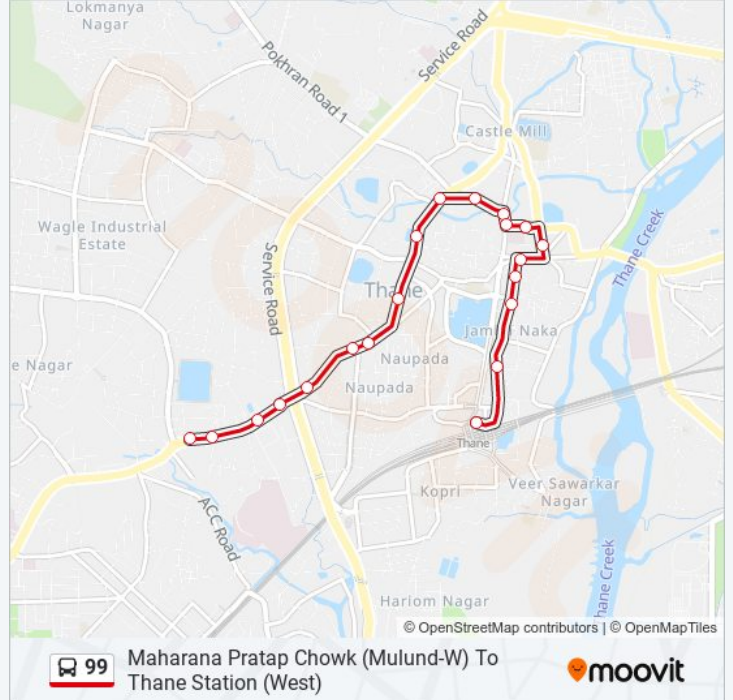 Lokmanya
Nagar
Pokhran Road 1
Service Road
Castle Mill
Wagle Industrial
Estate
Service Road
Thane Creek
Thane
Naka
e Nagar
Naupada
Naupada
Thane
Kopri
Veer Sawarkar
Nagar
ACC Road
hane Creek
Hariom Nagar
© OpenStreetMap contributors | © OpenMapTiles
99
Maharana Pratap Chowk (Mulund-W) To
Thane Station (West)
moovit